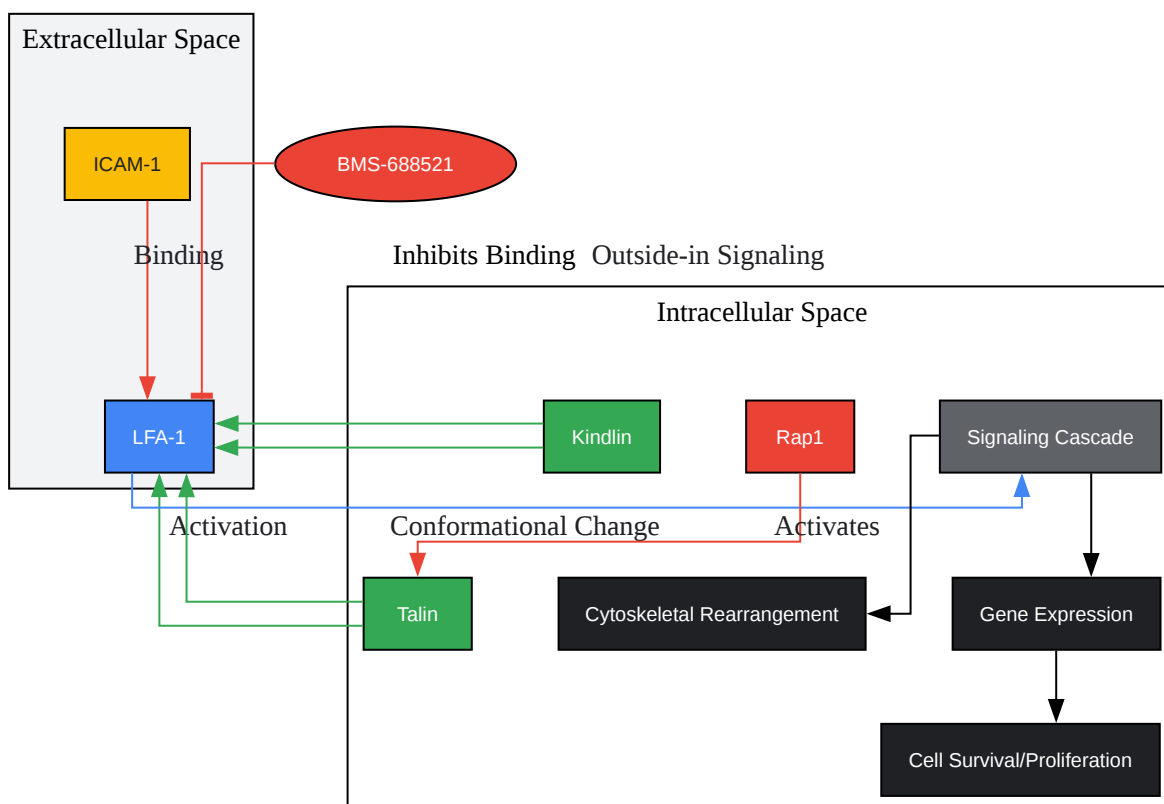 Extracellular Space
ICAM-1
BMS-688521
Binding
Inhibits Binding
Outside-in Signaling
Intracellular Space
LFA-1
Kindlin
Rap1
Signaling Cascade
Activation
Conformational Change
Activates
Talin
Cytoskeletal Rearrangement
Gene Expression
Cell Survival/Proliferation